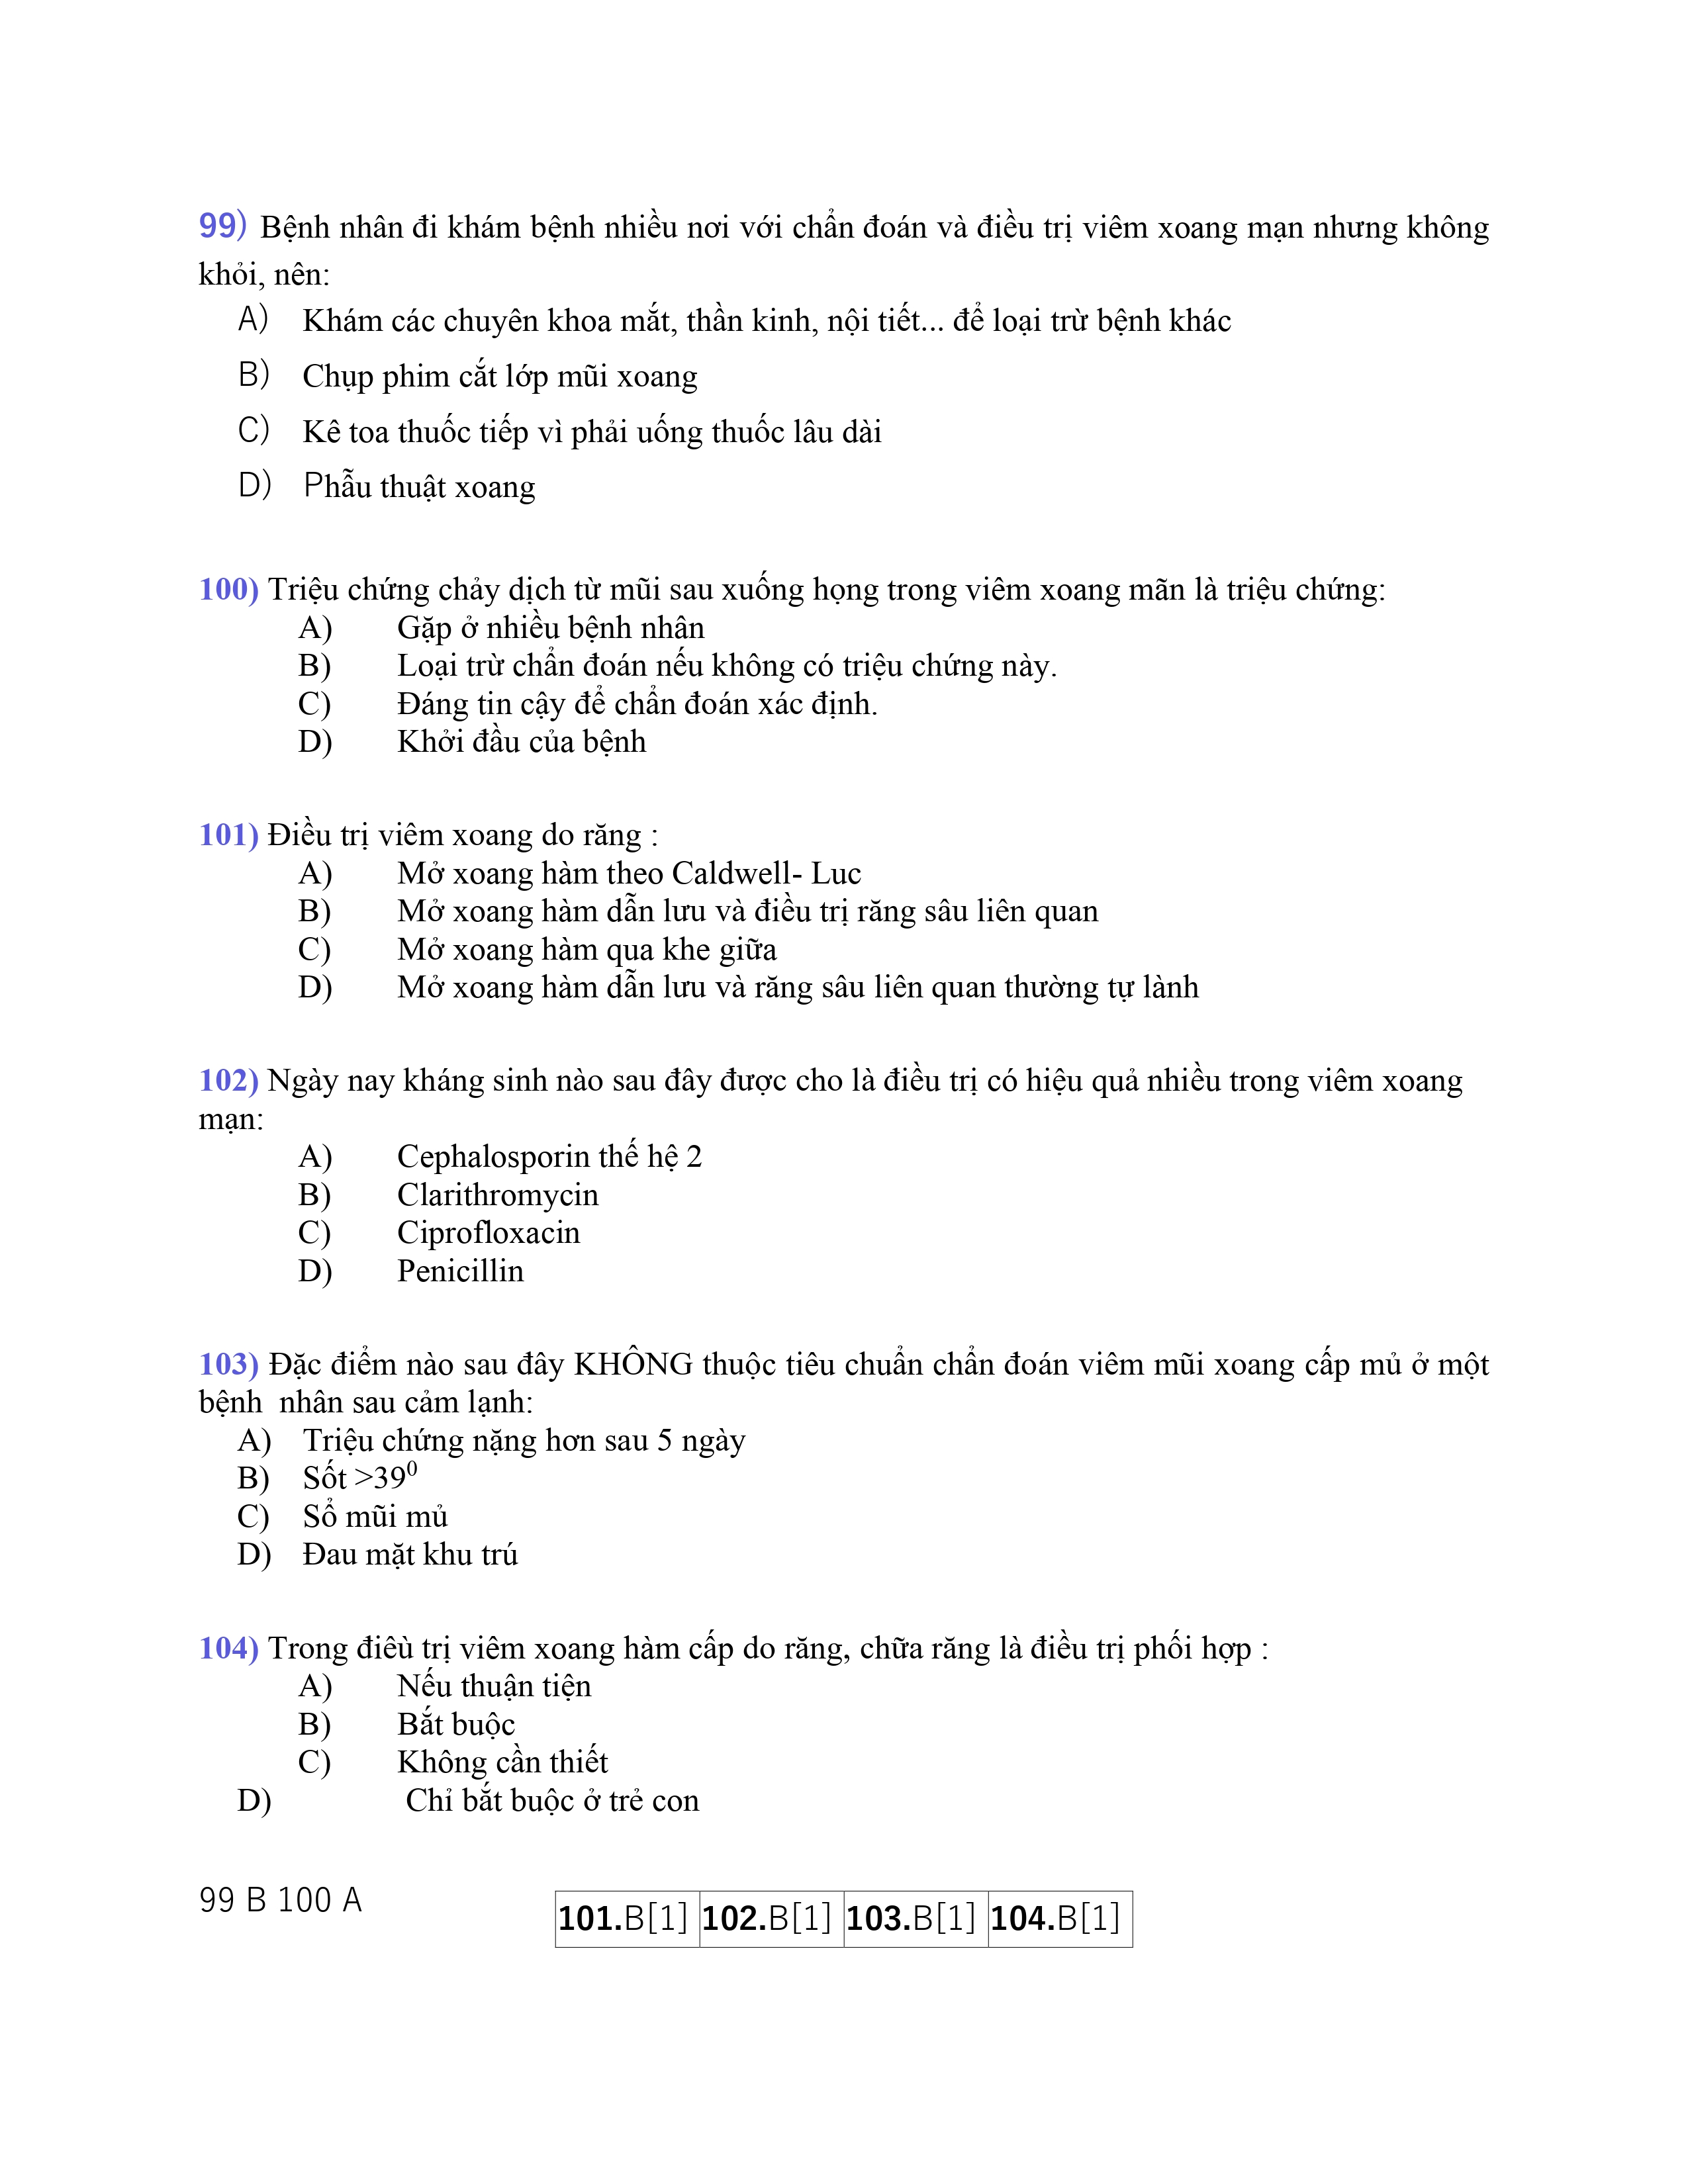 99) Bệnh nhân đi khám bệnh nhiều nơi với chẩn đoán và điều trị viêm xoang mạn nhưng không
khỏi, nên:
A) Khám các chuyên khoa mắt, thần kinh, nội tiết... để loại trừ bệnh khác
B) Chụp phim cắt lớp mũi xoang
C) Kê toa thuốc tiếp vì phải uống thuốc lâu dài
D) Phẫu thuật xoang
100) Triệu chứng chảy dịch từ mũi sau xuống họng trong viêm xoang mãn là triệu chứng:
A) Gặp ở nhiều bệnh nhân
B) Loại trừ chẩn đoán nếu không có triệu chứng này.
C) Đáng tin cậy để chẩn đoán xác định.
D) Khởi đầu của bệnh
101) Điều trị viêm xoang do răng :
A) Mở xoang hàm theo Caldwell- Luc
B) Mở xoang hàm dẫn lưu và điều trị răng sâu liên quan
C) Mở xoang hàm qua khe giữa
D) Mở xoang hàm dẫn lưu và răng sâu liên quan thường tự lành
102) Ngày nay kháng sinh nào sau đây được cho là điều trị có hiệu quả nhiều trong viêm xoang
mạn:
A) Cephalosporin thế hệ 2
B) Clarithromycin
C) Ciprofloxacin
D) Penicillin
103) Đặc điểm nào sau đây KHÔNG thuộc tiêu chuẩn chẩn đoán viêm mũi xoang cấp mủ ở một
bệnh nhân sau cảm lạnh:
A) Triệu chứng nặng hơn sau 5 ngày
B) Sốt >39⁰
C) Sổ mũi mủ
D) Đau mặt khu trú
104) Trong điêù trị viêm xoang hàm cấp do răng, chữa răng là điều trị phối hợp :
A) Nếu thuận tiện
B) Bắt buộc
C) Không cần thiết
D) Chỉ bắt buộc ở trẻ con
99 B 100 A
101.B[1] 102.B[1] 103.B[1] 104.B[1]